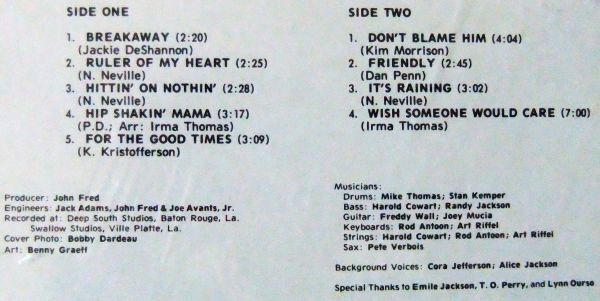 SIDE ONE
1. BREAKAWAY (2:20)
(Jackie DeShannon)
2. RULER OF MY HEART (2:25)
(N. Neville)
3. HITTIN' ON NOTHIN' (2:28)
(N. Neville)
4. HIP SHAKIN' MAMA (3:17)
(P.D.; Arr: Irma Thomas)
5. FOR THE GOOD TIMES (3:09)
(K. Kristofferson)
SIDE TWO
1. DON'T BLAME HIM (4:04)
(Kim Morrison)
2. FRIENDLY (2:45)
(Dan Penn)
3. IT'S RAINING (3:02)
(N. Neville)
4. WISH SOMEONE WOULD CARE (7:00)
(Irma Thomas)
Producer: John Fred
Engineers: Jack Adams, John Fred & Joe Avants, Jr.
Recorded at: Deep South Studios, Baton Rouge, La.
Swallow Studios, Ville Platte, La.
Cover Photo: Bobby Dardeau
Art: Benny Graeff
Musicians:
Drums: Mike Thomas; Stan Kemper
Bass: Harold Cowart; Randy Jackson
Guitar: Freddy Wall; Joey Mucia
Keyboards: Rod Antoon; Art Riffel
Strings: Harold Cowart; Rod Antoon; Art Riffel
Sax: Pete Verbois
Background Voices: Cora Jefferson; Alice Jackson
Special Thanks to Emile Jackson, T. O. Perry, and Lynn Ourso